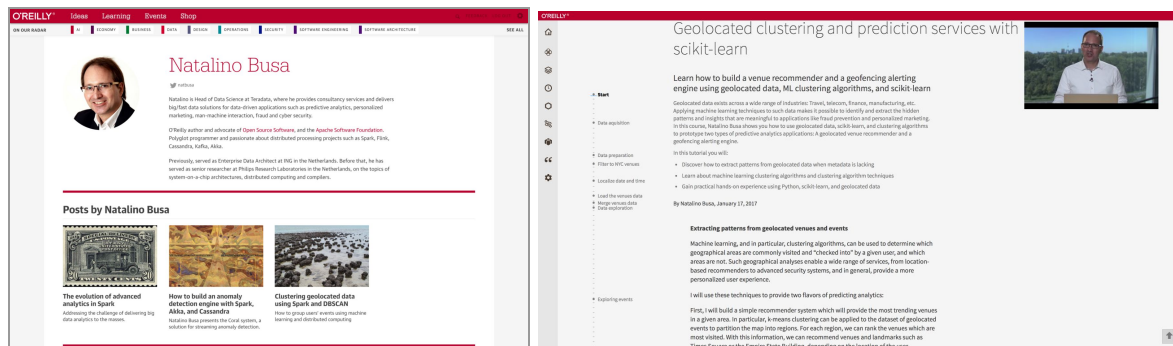 O'REILLY®
Ideas
Learning
Events
Shop
ON OUR RADAR
AI
ECONOMY
BUSINESS
DATA
DESIGN
OPERATIONS
SECURITY
SOFTWARE ENGINEERING
SOFTWARE ARCHITECTURE
SEE ALL
Natalino Busa
natbusa
Natalino is Head of Data Science at Teradata, where he provides consultancy services and delivers
big/fast data solutions for data-driven applications such as predictive analytics, personalized
marketing, man-machine interaction, fraud and cyber security.
O'Reilly author and advocate of Open Source Software, and the Apache Software Foundation.
Polyglot programmer and passionate about distributed processing projects such as Spark, Flink,
Cassandra, Kafka, Akka.
Previously, served as Enterprise Data Architect at ING in the Netherlands. Before that, he has
served as senior researcher at Philips Research Laboratories in the Netherlands, on the topics of
system-on-a-chip architectures, distributed computing and compilers.
Posts by Natalino Busa
The evolution of advanced
analytics in Spark
Addressing the challenge of delivering big
data analytics to the masses.
How to build an anomaly
detection engine with Spark,
Akka, and Cassandra
Natalino Busa presents the Coral system, a
solution for streaming anomaly detection.
Clustering geolocated data
using Spark and DBSCAN
How to group users' events using machine
learning and distributed computing
O'REILLY®
Geolocated clustering and prediction services with
scikit-learn
Learn how to build a venue recommender and a geofencing alerting
engine using geolocated data, ML clustering algorithms, and scikit-learn
Geolocated data exists across a wide range of industries: Travel, telecom, finance, manufacturing, etc.
Applying machine learning techniques to such data makes it possible to identify and extract the hidden
patterns and insights that are meaningful to applications like fraud prevention and personalized marketing.
In this course, Natalino Busa shows you how to use geolocated data, scikit-learn, and clustering algorithms
to prototype two types of predictive analytics applications: A geolocated venue recommender and a
geofencing alerting engine.
In this tutorial you will:
• Discover how to extract patterns from geolocated data when metadata is lacking
• Learn about machine learning clustering algorithms and clustering algorithm techniques
• Gain practical hands-on experience using Python, scikit-learn, and geolocated data
By Natalino Busa, January 17, 2017
Start
Data aquisition
Data preparation
Filter to NYC venues
Localize date and time
Load the venues data
Merge venues data
Data exploration
Exploring events
Extracting patterns from geolocated venues and events
Machine learning, and in particular, clustering algorithms, can be used to determine which
geographical areas are commonly visited and "checked into" by a given user, and which
areas are not. Such geographical analyses enable a wide range of services, from location-
based recommenders to advanced security systems, and in general, provide a more
personalized user experience.
I will use these techniques to provide two flavors of predicting analytics:
First, I will build a simple recommender system which will provide the most trending venues
in a given area. In particular, k-means clustering can be applied to the dataset of geolocated
events to partition the map into regions. For each region, we can rank the venues which are
most visited. With this information, we can recommend venues and landmarks such as
Times Square or the Empire State Building, depending on the location of the user.